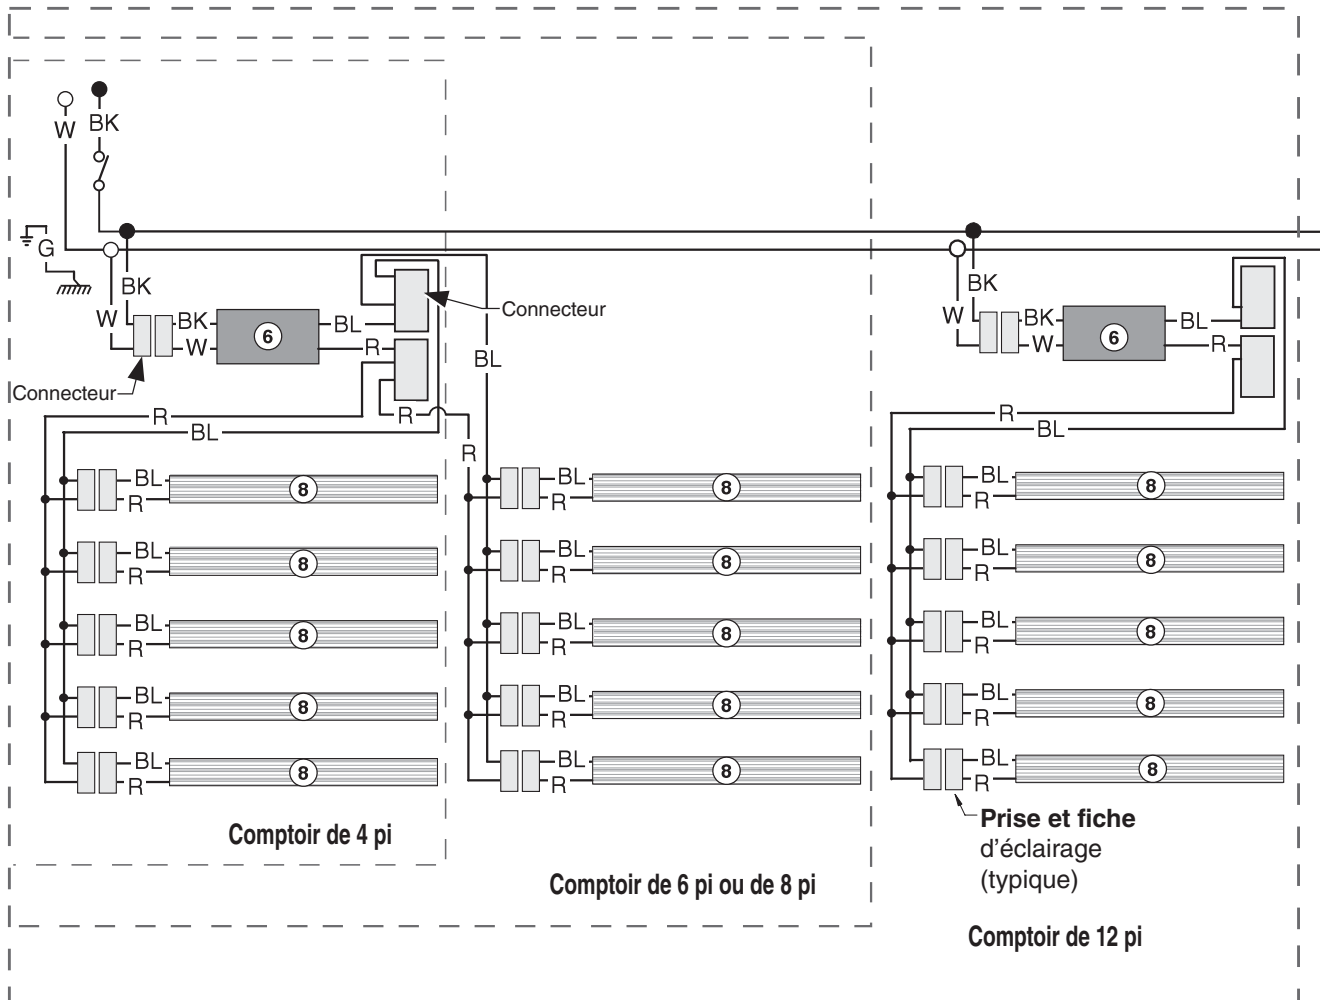 W
BK
G
BK
W
BK
W
6
BL
R
Connecteur
Connecteur
BL
R
BL
R
R
BK
W
BK
W
6
BL
R
R
BL
BL
R
8
BL
R
8
BL
R
8
BL
R
8
BL
R
8
BL
R
8
BL
R
8
BL
R
8
BL
R
8
BL
R
8
BL
R
8
BL
R
8
BL
R
8
BL
R
8
BL
R
8
Prise et fiche
d'éclairage
(typique)
Comptoir de 4 pi
Comptoir de 6 pi ou de 8 pi
Comptoir de 12 pi